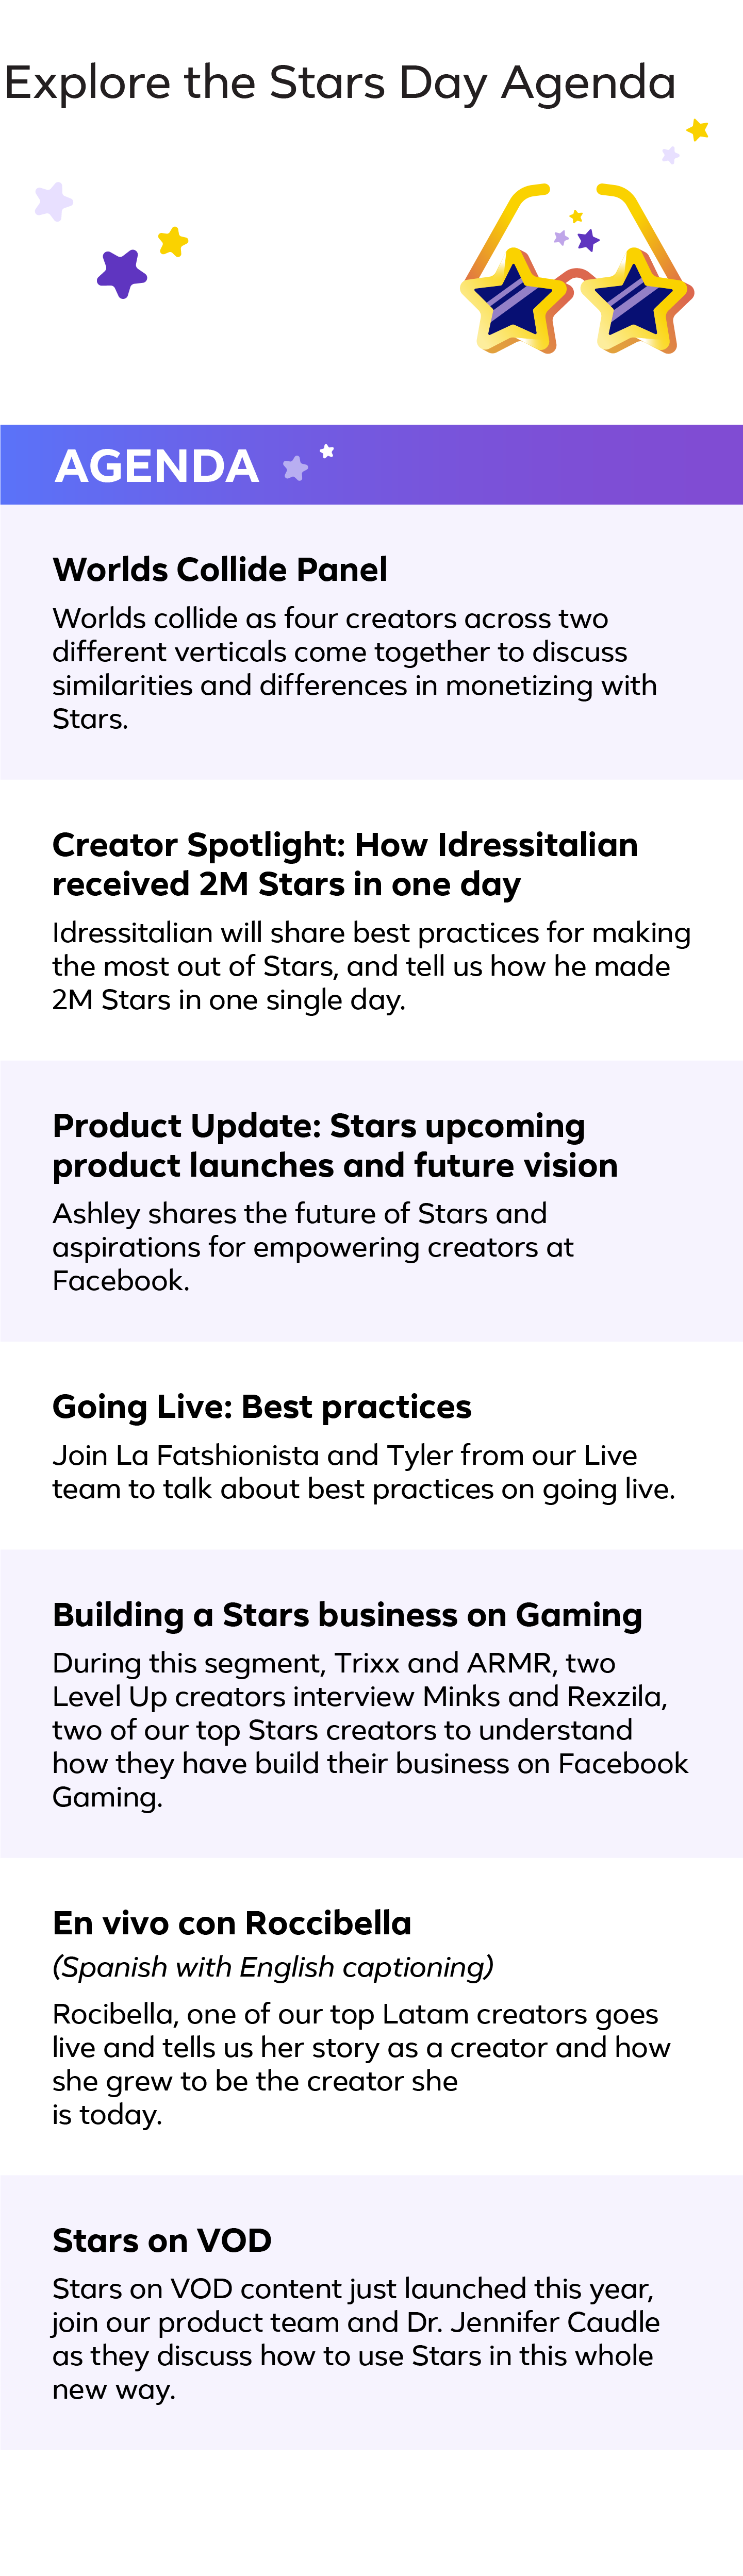 Explore the Stars Day Agenda
AGENDA
Worlds Collide Panel
Worlds collide as four creators across two
different verticals come together to discuss
similarities and differences in monetizing with
Stars.
Creator Spotlight: How Idressitalian
received 2M Stars in one day
Idressitalian will share best practices for making
the most out of Stars, and tell us how he made
2M Stars in one single day.
Product Update: Stars upcoming
product launches and future vision
Ashley shares the future of Stars and
aspirations for empowering creators at
Facebook.
Going Live: Best practices
Join La Fatshionista and Tyler from our Live
team to talk about best practices on going live.
Building a Stars business on Gaming
During this segment, Trixx and ARMR, two
Level Up creators interview Minks and Rexzila,
two of our top Stars creators to understand
how they have build their business on Facebook
Gaming.
En vivo con Roccibella
(Spanish with English captioning)
Rocibella, one of our top Latam creators goes
live and tells us her story as a creator and how
she grew to be the creator she
is today.
Stars on VOD
Stars on VOD content just launched this year,
join our product team and Dr. Jennifer Caudle
as they discuss how to use Stars in this whole
new way.